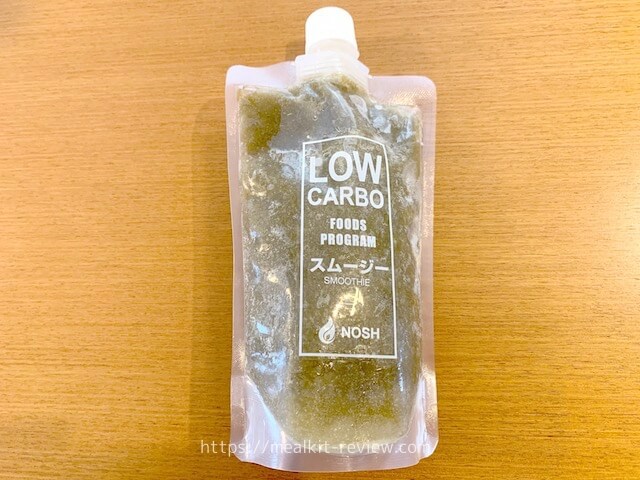 LOW
CARBO
FOODS
PROGRAM
スムージー
SMOOTHIE
NOSH
https://mealkit-review.com